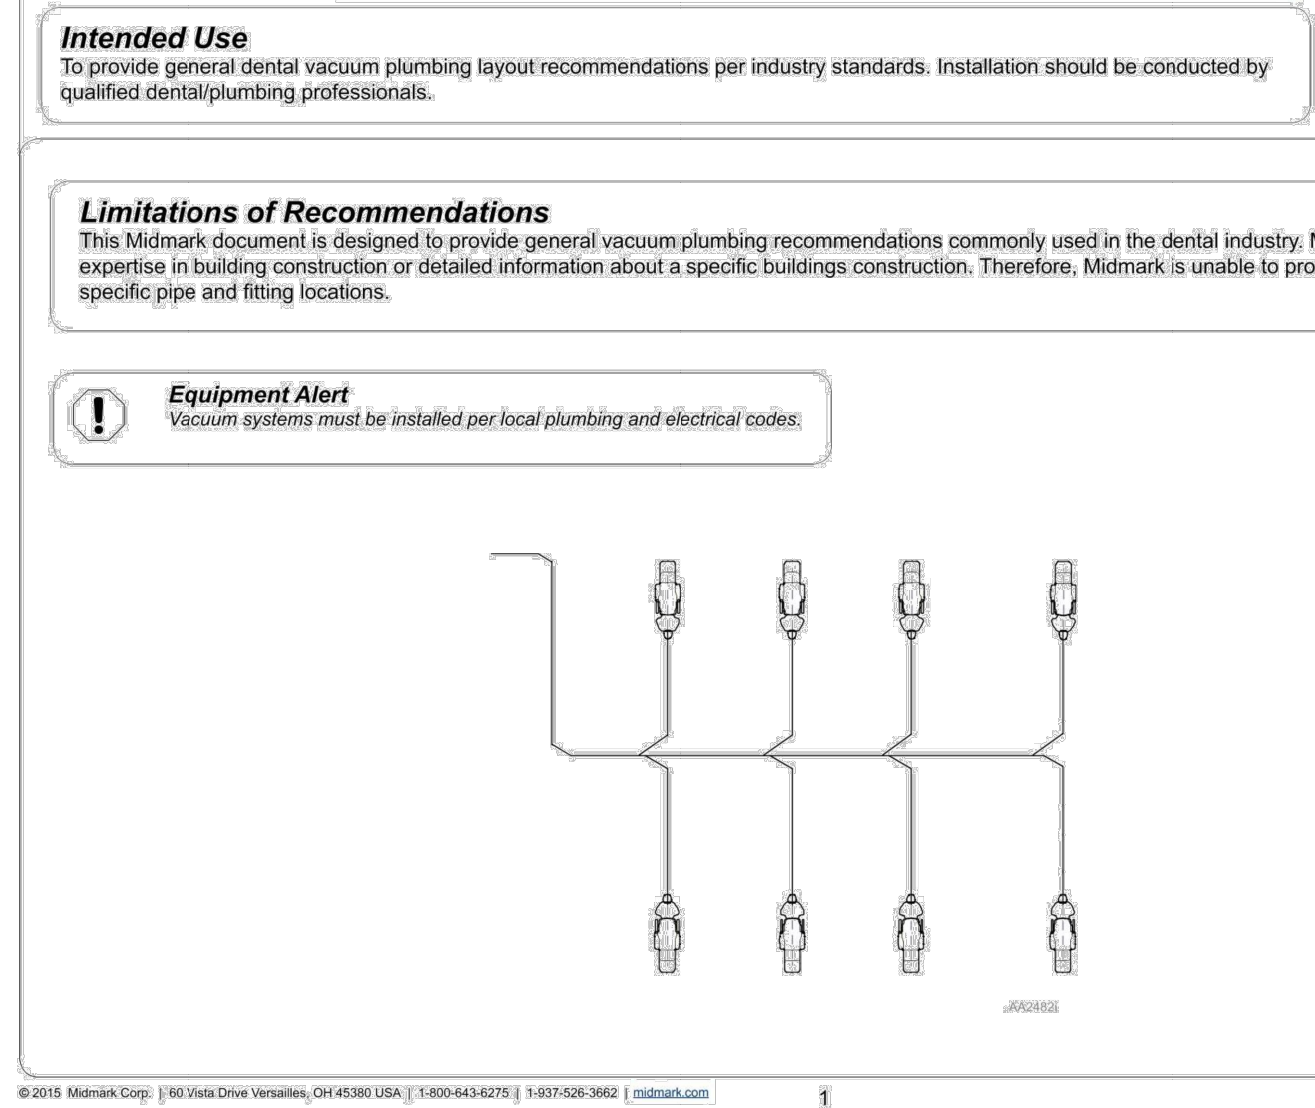 Intended Use
To provide general dental vacuum plumbing layout recommendations per industry standards. Installation should be conducted by
qualified dental/plumbing professionals.
Limitations of Recommendations
This Midmark document is designed to provide general vacuum plumbing recommendations commonly used in the dental industry.
expertise in building construction or detailed information about a specific buildings construction. Therefore, Midmark is unable to
specific pipe and fitting locations.
Equipment Alert
Vacuum systems must be installed per local plumbing and electrical codes.
AA2482i
© 2015 Midmark Corp. | 60 Vista Drive Versailles, OH 45380 USA | 1-800-643-6275 | 1-937-526-3662 | midmark.com
1